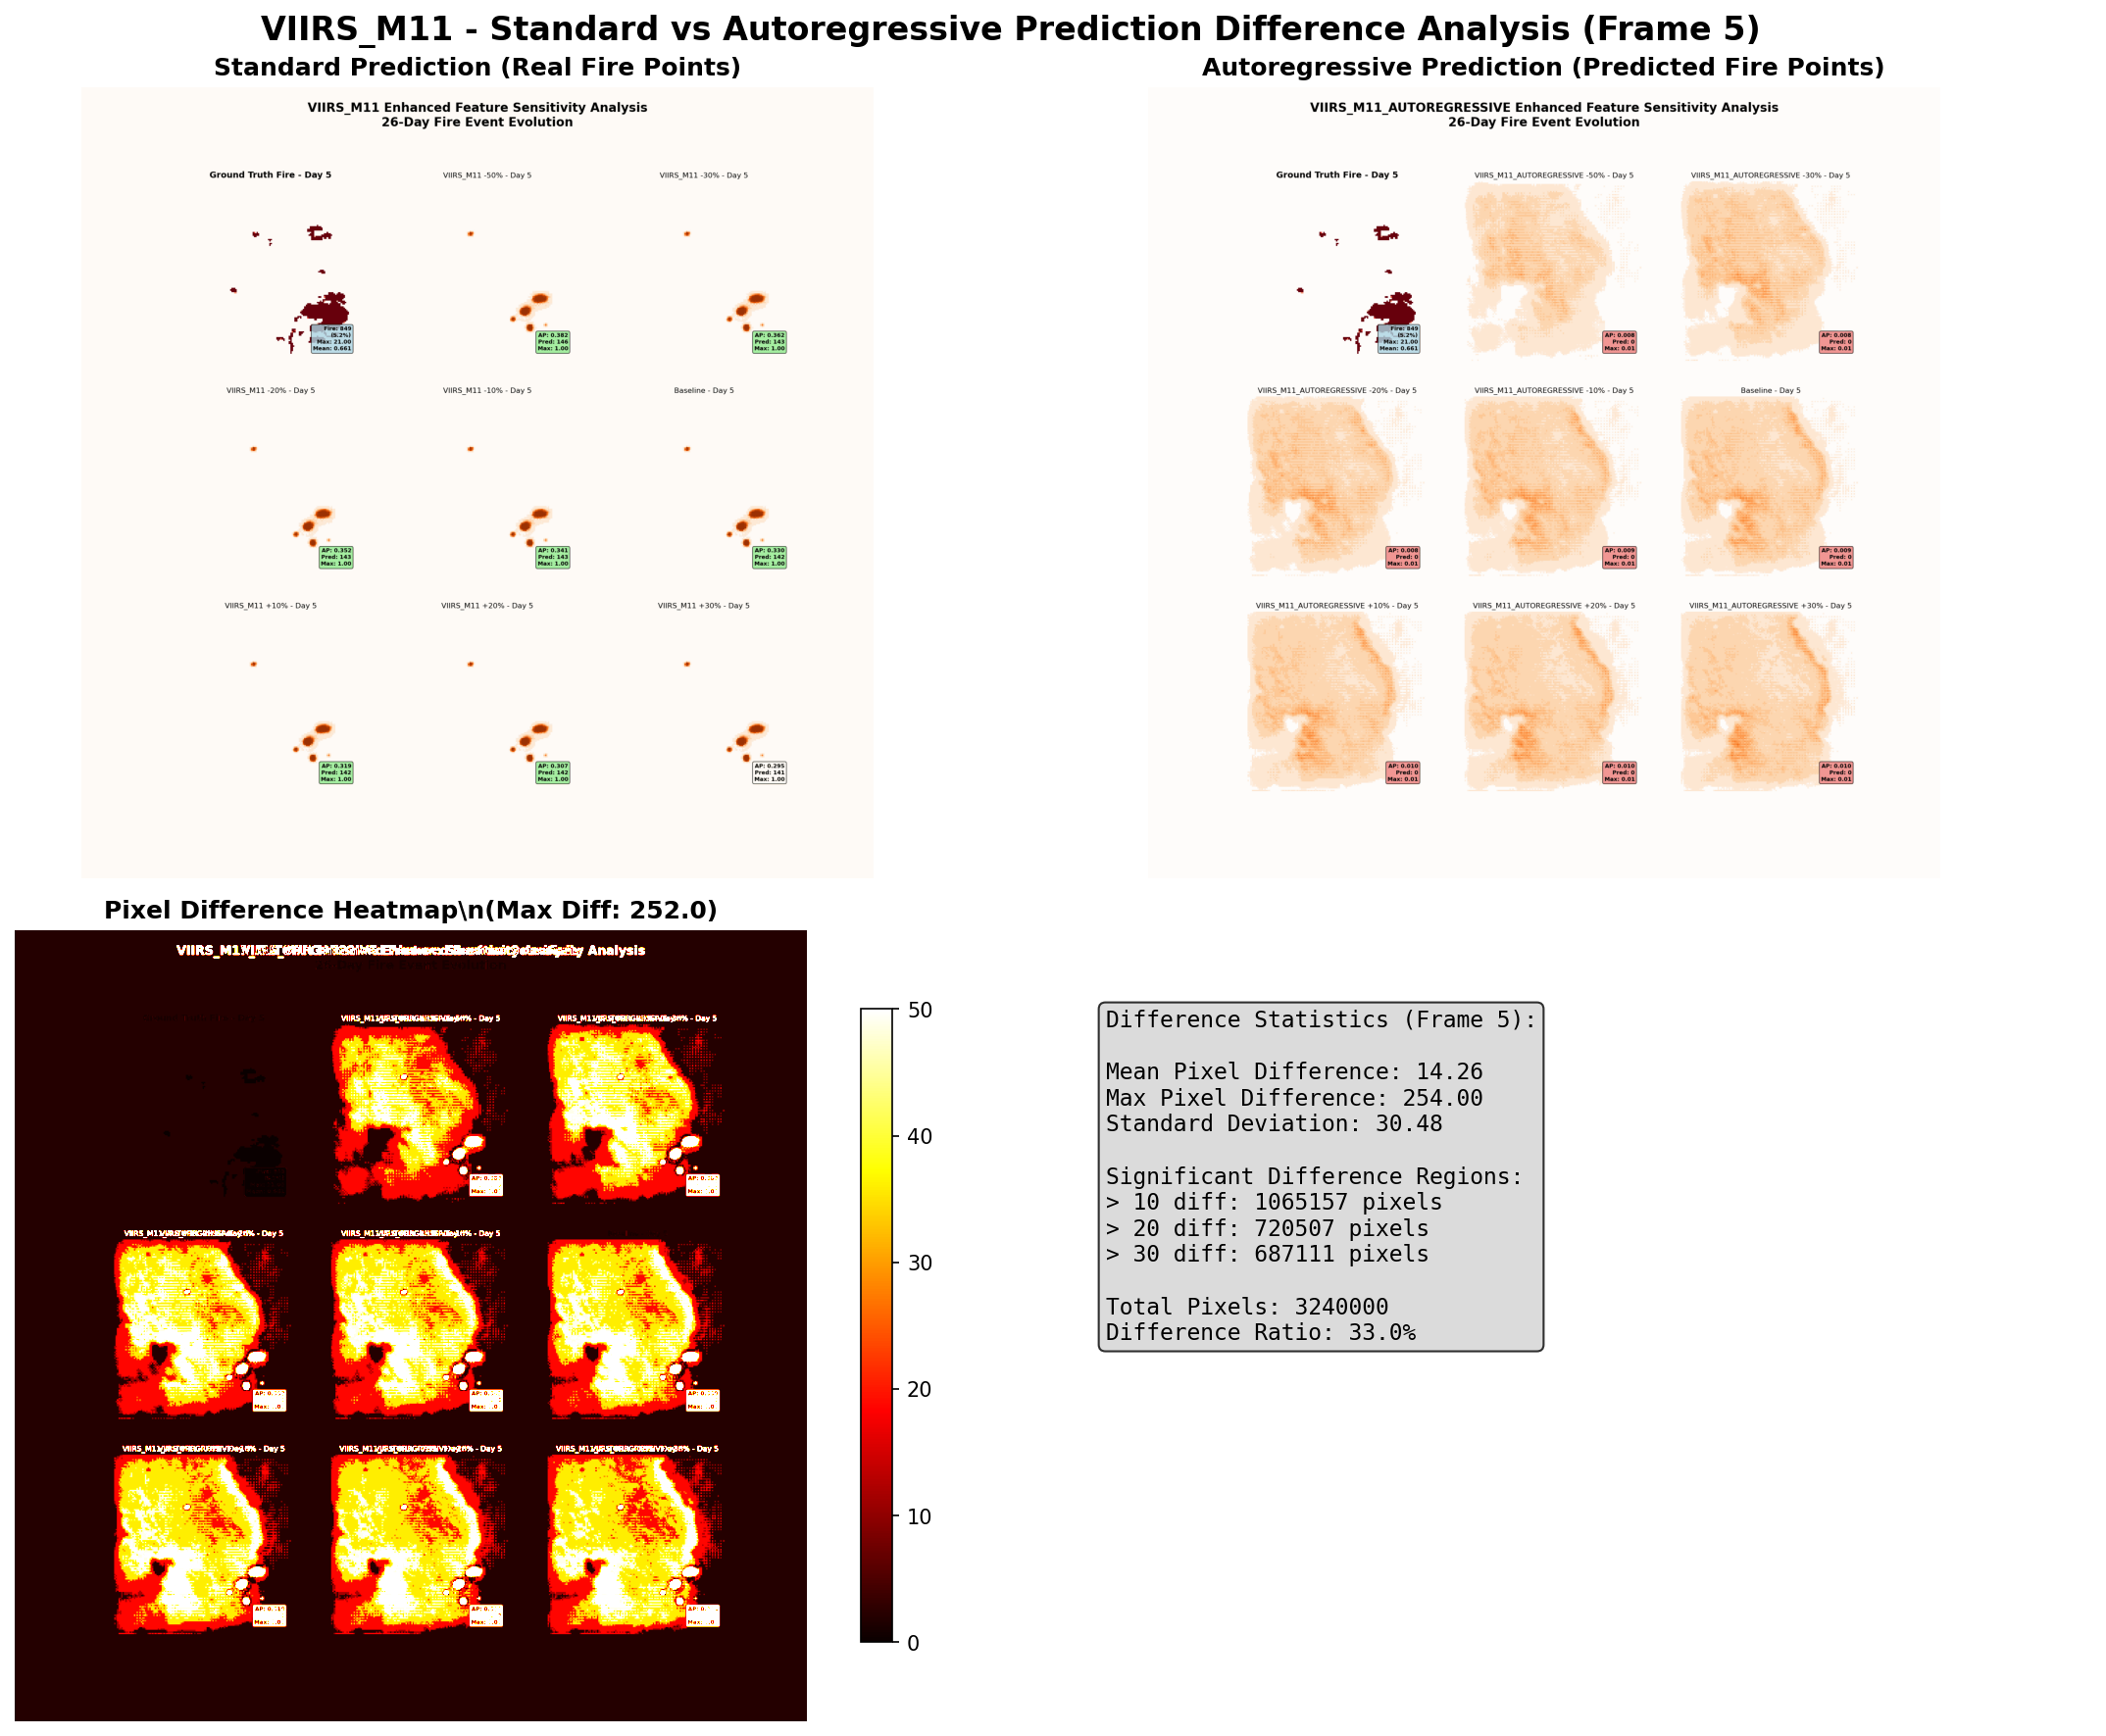 VIIRS_M11 - Standard vs Autoregressive Prediction Difference Analysis (Frame 5)
Standard Prediction (Real Fire Points)
VIIRS_M11 Enhanced Feature Sensitivity Analysis
26-Day Fire Event Evolution
Ground Truth Fire - Day 5
VIIRS_M11 -50% - Day 5
VIIRS_M11 -30% - Day 5
Fire: 849
(5.2%)
Max: 21.00
Mean: 0.661
AP: 0.382
Pred: 146
Max: 1.00
AP: 0.362
Pred: 143
Max: 1.00
VIIRS_M11 -20% - Day 5
VIIRS_M11 -10% - Day 5
Baseline - Day 5
AP: 0.352
Pred: 143
Max: 1.00
AP: 0.341
Pred: 143
Max: 1.00
AP: 0.330
Pred: 142
Max: 1.00
VIIRS_M11 +10% - Day 5
VIIRS_M11 +20% - Day 5
VIIRS_M11 +30% - Day 5
AP: 0.319
Pred: 142
Max: 1.00
AP: 0.307
Pred: 142
Max: 1.00
AP: 0.295
Pred: 141
Max: 1.00
Autoregressive Prediction (Predicted Fire Points)
VIIRS_M11_AUTOREGRESSIVE Enhanced Feature Sensitivity Analysis
26-Day Fire Event Evolution
Ground Truth Fire - Day 5
VIIRS_M11_AUTOREGRESSIVE -50% - Day 5
VIIRS_M11_AUTOREGRESSIVE -30% - Day 5
Fire: 849
(5.2%)
Max: 21.00
Mean: 0.661
AP: 0.008
Pred: 0
Max: 0.01
AP: 0.008
Pred: 0
Max: 0.01
VIIRS_M11_AUTOREGRESSIVE -20% - Day 5
VIIRS_M11_AUTOREGRESSIVE -10% - Day 5
Baseline - Day 5
AP: 0.008
Pred: 0
Max: 0.01
AP: 0.009
Pred: 0
Max: 0.01
AP: 0.009
Pred: 0
Max: 0.01
VIIRS_M11_AUTOREGRESSIVE +10% - Day 5
VIIRS_M11_AUTOREGRESSIVE +20% - Day 5
VIIRS_M11_AUTOREGRESSIVE +30% - Day 5
AP: 0.010
Pred: 0
Max: 0.01
AP: 0.010
Pred: 0
Max: 0.01
AP: 0.010
Pred: 0
Max: 0.01
Pixel Difference Heatmap\n(Max Diff: 252.0)
50
40
30
20
10
0
Difference Statistics (Frame 5):
Mean Pixel Difference: 14.26
Max Pixel Difference: 254.00
Standard Deviation: 30.48
Significant Difference Regions:
> 10 diff: 1065157 pixels
> 20 diff: 720507 pixels
> 30 diff: 687111 pixels
Total Pixels: 3240000
Difference Ratio: 33.0%